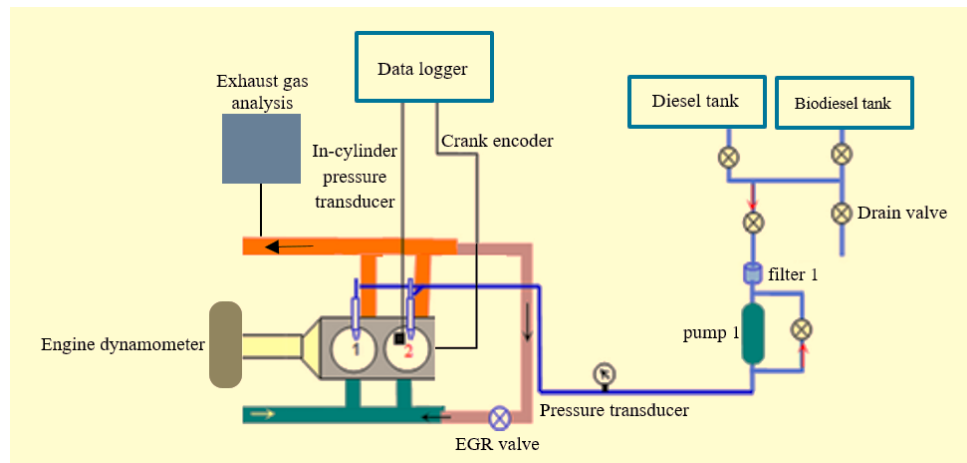 Data logger
Exhaust gas
analysis
Diesel tank
Biodiesel tank
In-cylinder
pressure
transducer
Crank encoder
Drain valve
filter 1
pump 1
Engine dynamometer
1
2
Pressure transducer
EGR valve